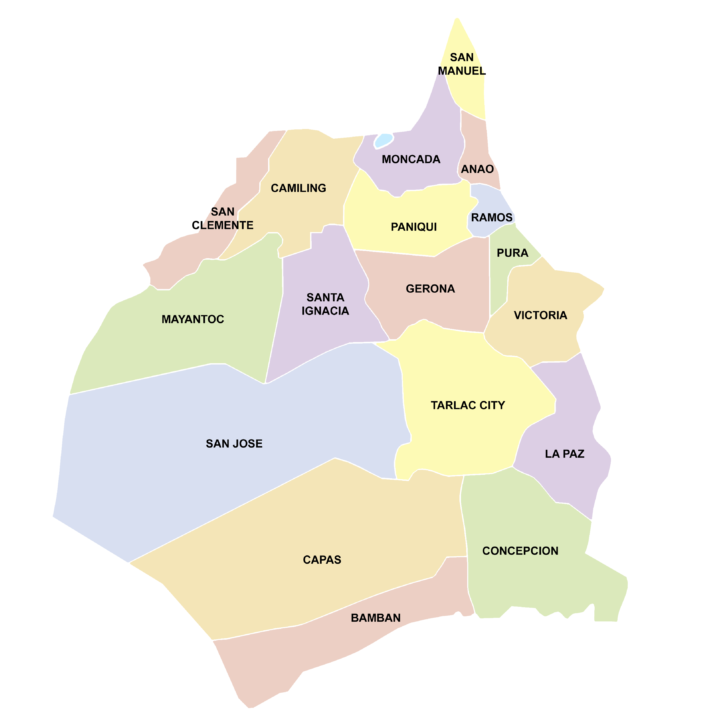 SAN
MANUEL
MONCADA
ANAO
CAMILING
SAN
CLEMENTE
RAMOS
PANIQUI
PURA
GERONA
SANTA
IGNACIA
VICTORIA
MAYANTOC
TARLAC CITY
SAN JOSE
LA PAZ
CONCEPCION
CAPAS
BAMBAN